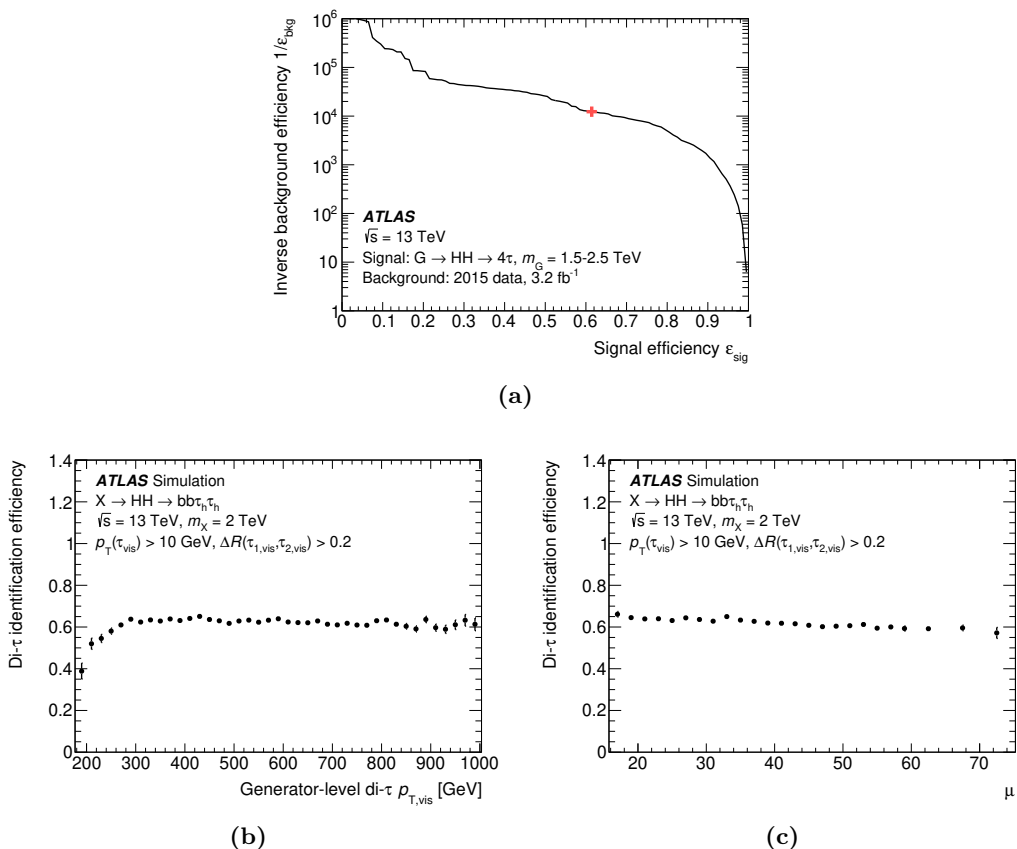 Inverse background efficiency 1/ε_bkg
10^6
10^5
10^4
10^3
10^2
10
1
ATLAS
√s = 13 TeV
Signal: G → HH → 4τ, m_G = 1.5-2.5 TeV
Background: 2015 data, 3.2 fb^-1
0 0.1 0.2 0.3 0.4 0.5 0.6 0.7 0.8 0.9 1
Signal efficiency ε_sig
(a)
Di-τ identification efficiency
1.4
1.2
1
0.8
0.6
0.4
0.2
0
ATLAS Simulation
X → HH → bbτ_hτ_h
√s = 13 TeV, m_X = 2 TeV
p_T(τ_vis) > 10 GeV, ΔR(τ_1,vis,τ_2,vis) > 0.2
200 300 400 500 600 700 800 900 1000
Generator-level di-τ p_T,vis [GeV]
(b)
Di-τ identification efficiency
1.4
1.2
1
0.8
0.6
0.4
0.2
0
ATLAS Simulation
X → HH → bbτ_hτ_h
√s = 13 TeV, m_X = 2 TeV
p_T(τ_vis) > 10 GeV, ΔR(τ_1,vis,τ_2,vis) > 0.2
20 30 40 50 60 70
μ
(c)